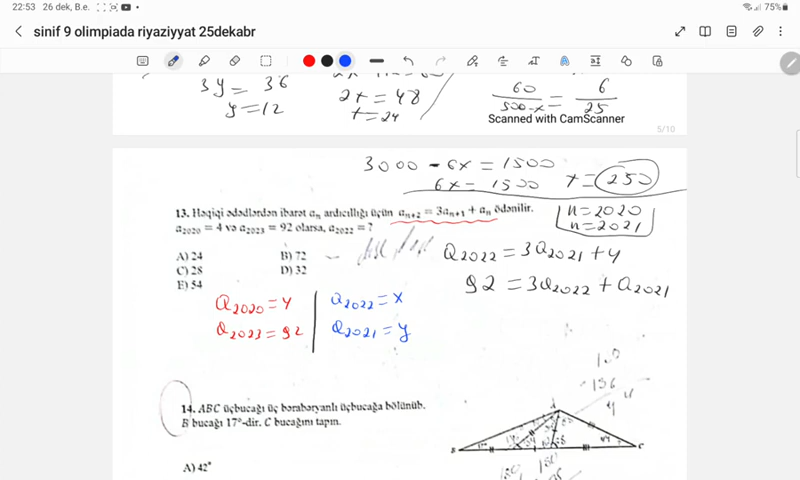 22:53 26 dek, B.e.
75%
sinif 9 olimpiada riyaziyyat 25dekabr
3y = 36
y = 12
2x = 48
x = 24
60
6
500-x = 25
Scanned with CamScanner
5/10
3000 - 6x = 1500
6x = 1500 x = 250
13. Həqiqi ədədlərdən ibarət aₙ ardıcıllığı üçün aₙ₊₂ = 3aₙ₊₁ + aₙ ödənilir.
a₂₀₂₀ = 4 və a₂₀₂₃ = 92 olarsa, a₂₀₂₂ = ?
n=2020
n=2021
A) 24 B) 72
C) 28 D) 32
E) 54
a₂₀₂₂ = 3a₂₀₂₁ + 4
92 = 3a₂₀₂₂ + a₂₀₂₁
a₂₀₂₀ = 4
a₂₀₂₃ = 92
a₂₀₂₂ = x
a₂₀₂₁ = y
14. ABC üçbucağı üç bərabəryanlı üçbucağa bölünüb.
B bucağı 17°-dir. C bucağını tapın.
A) 42°
A
B
C